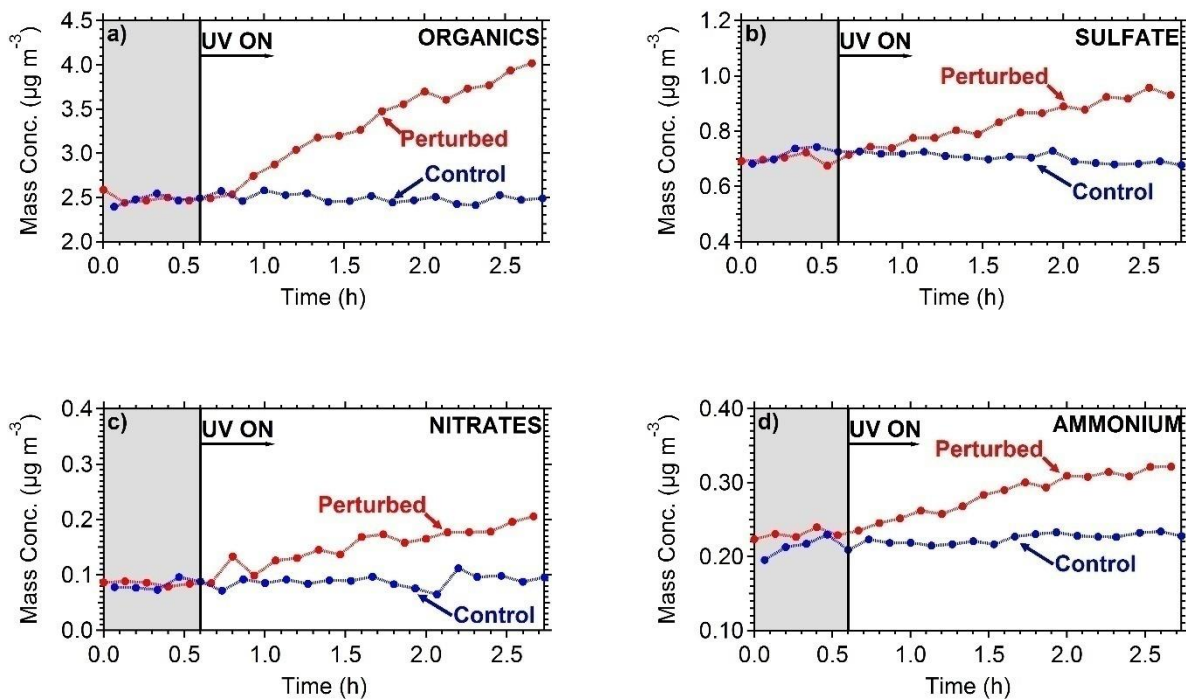 a)
UV ON
ORGANICS
Perturbed
Control
Mass Conc. (µg m⁻³)
4.5
4.0
3.5
3.0
2.5
2.0
0.0 0.5 1.0 1.5 2.0 2.5
Time (h)
b)
UV ON
SULFATE
Perturbed
Control
Mass Conc. (µg m⁻³)
1.2
1.0
0.8
0.6
0.4
0.0 0.5 1.0 1.5 2.0 2.5
Time (h)
c)
UV ON
NITRATES
Perturbed
Control
Mass Conc. (µg m⁻³)
0.4
0.3
0.2
0.1
0.0
0.0 0.5 1.0 1.5 2.0 2.5
Time (h)
d)
UV ON
AMMONIUM
Perturbed
Control
Mass Conc. (µg m⁻³)
0.40
0.30
0.20
0.10
0.0 0.5 1.0 1.5 2.0 2.5
Time (h)